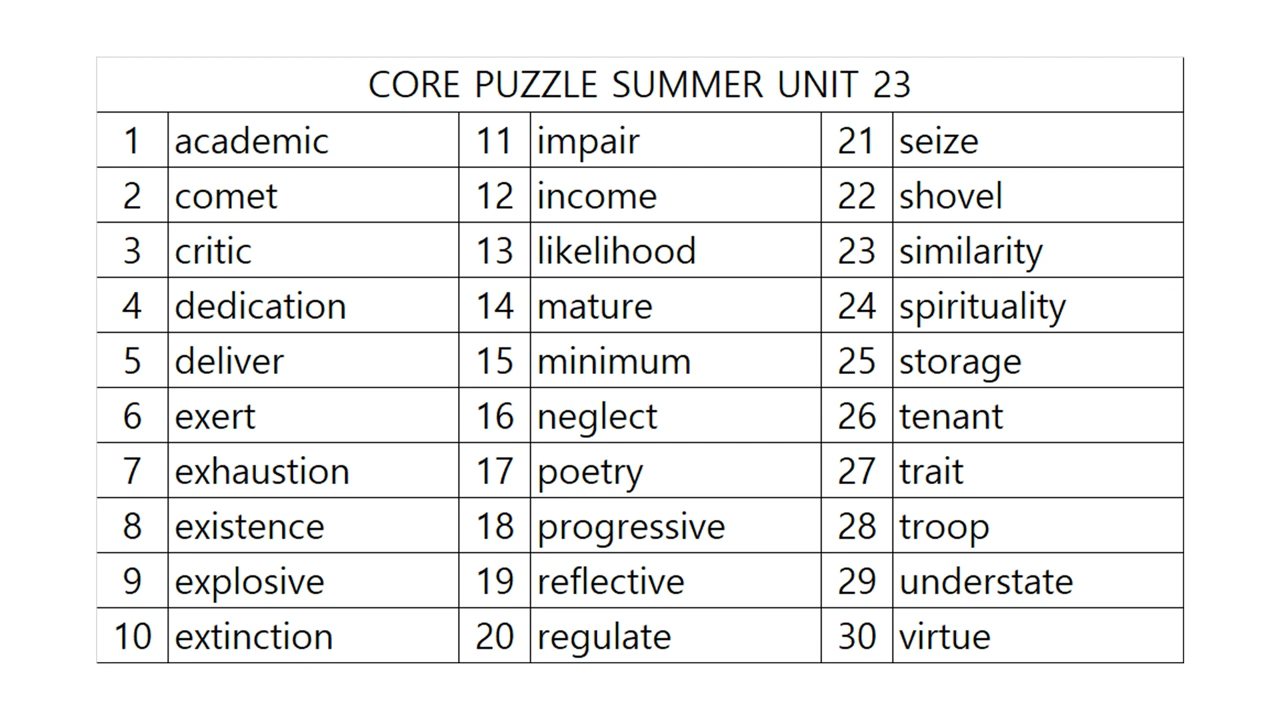 CORE PUZZLE SUMMER UNIT 23
1 academic 11 impair 21 seize
2 comet 12 income 22 shovel
3 critic 13 likelihood 23 similarity
4 dedication 14 mature 24 spirituality
5 deliver 15 minimum 25 storage
6 exert 16 neglect 26 tenant
7 exhaustion 17 poetry 27 trait
8 existence 18 progressive 28 troop
9 explosive 19 reflective 29 understate
10 extinction 20 regulate 30 virtue